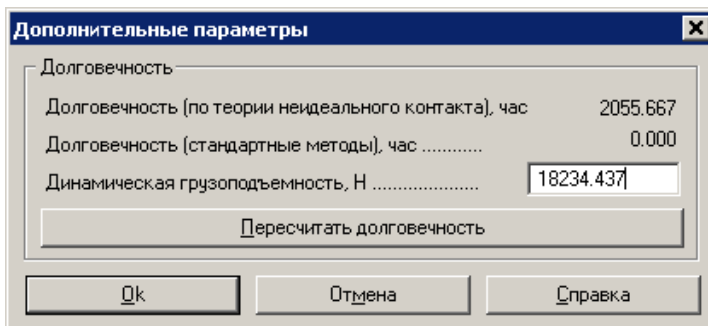 Дополнительные параметры
Долговечность
Долговечность (по теории неидеального контакта), час 2055.667
Долговечность (стандартные методы), час ............ 0.000
Динамическая грузоподъемность, Н ..................... 18234.437
Пересчитать долговечность
Ok Отмена Справка